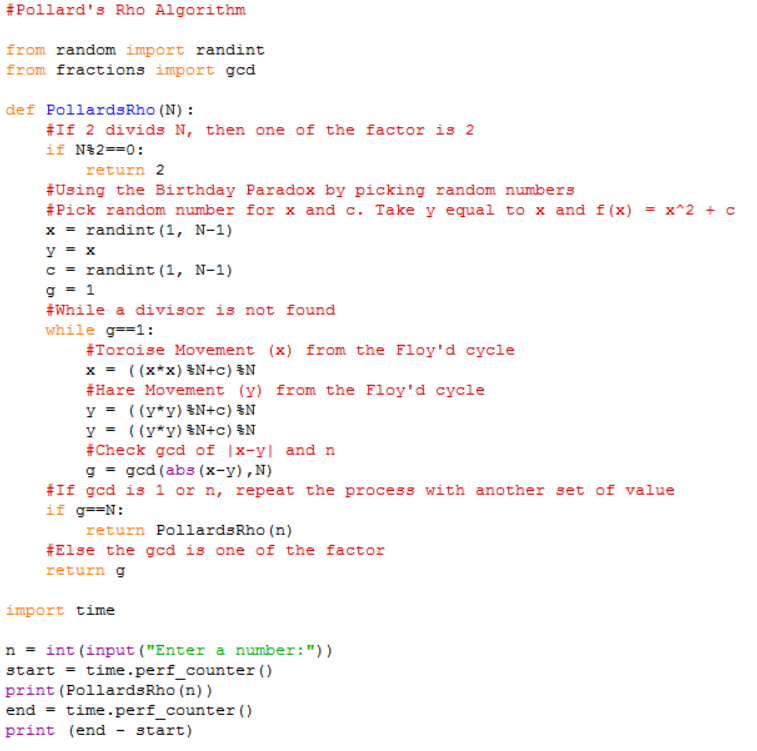 #Pollard's Rho Algorithm
from random import randint
from fractions import gcd
def PollardsRho(N):
#If 2 divids N, then one of the factor is 2
if N%2==0:
return 2
#Using the Birthday Paradox by picking random numbers
#Pick random number for x and c. Take y equal to x and f(x) = x^2 + c
x = randint(1, N-1)
y = x
c = randint(1, N-1)
g = 1
#While a divisor is not found
while g==1:
#Toroise Movement (x) from the Floy'd cycle
x = ((x*x)%N+c)%N
#Hare Movement (y) from the Floy'd cycle
y = ((y*y)%N+c)%N
y = ((y*y)%N+c)%N
#Check gcd of |x-y| and n
g = gcd(abs(x-y),N)
#If gcd is 1 or n, repeat the process with another set of value
if g==N:
return PollardsRho(n)
#Else the gcd is one of the factor
return g
import time
n = int(input("Enter a number:"))
start = time.perf_counter()
print(PollardsRho(n))
end = time.perf_counter()
print (end - start)